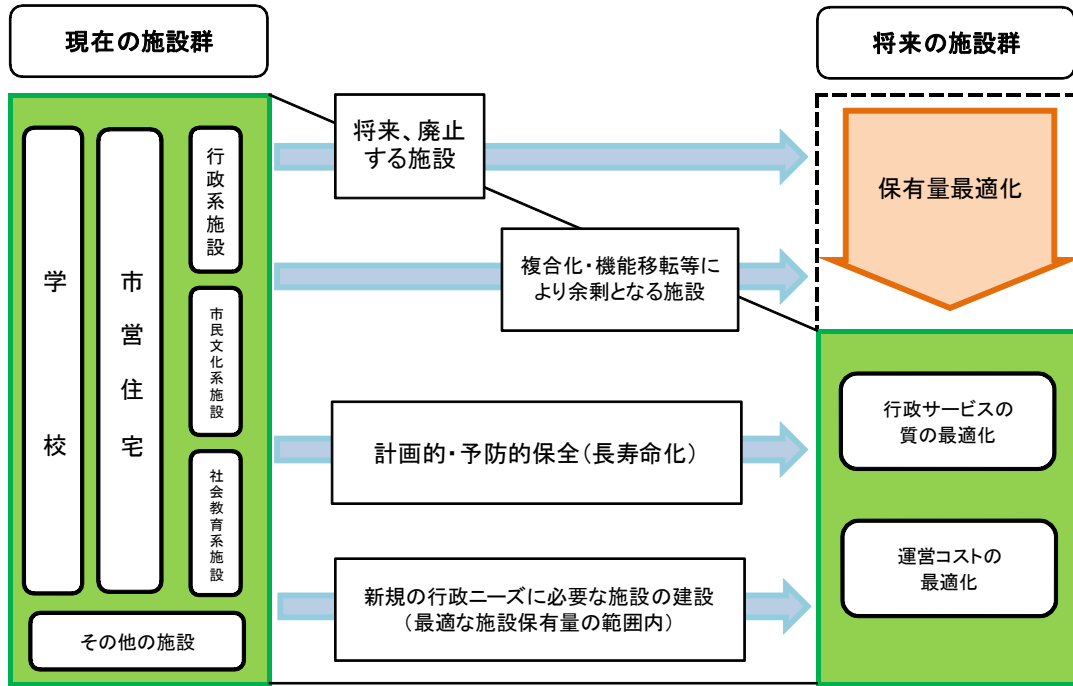 現在の施設群
将来の施設群
学校
市営住宅
行政系施設
市民文化系施設
社会教育系施設
その他の施設
将来、廃止
する施設
複合化・機能移転等に
より余剰となる施設
計画的・予防的保全(長寿命化)
新規の行政ニーズに必要な施設の建設
(最適な施設保有量の範囲内)
保有量最適化
行政サービスの
質の最適化
運営コストの
最適化